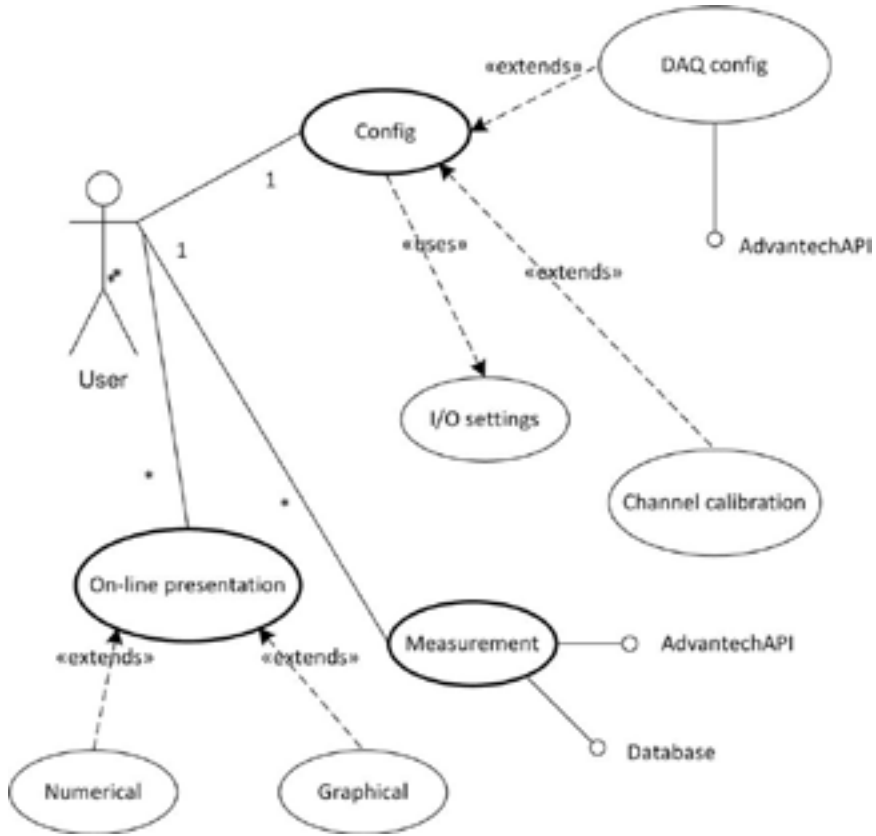 DAQ config
«extends»
Config
1
AdvantechAPI
1
«uses»
«extends»
**
User
I/O settings
*
*
Channel calibration
On-line presentation
Measurement
AdvantechAPI
«extends»
«extends»
Database
Numerical
Graphical